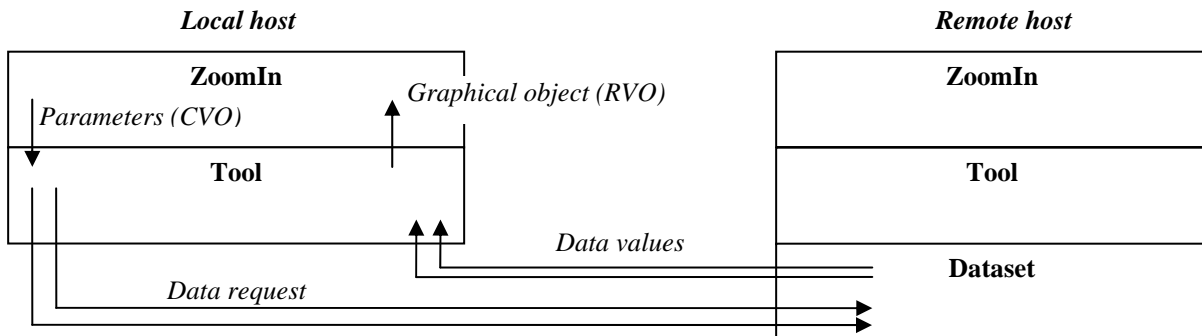 Local host
Remote host
ZoomIn
ZoomIn
Graphical object (RVO)
Parameters (CVO)
Tool
Tool
Data values
Dataset
Data request